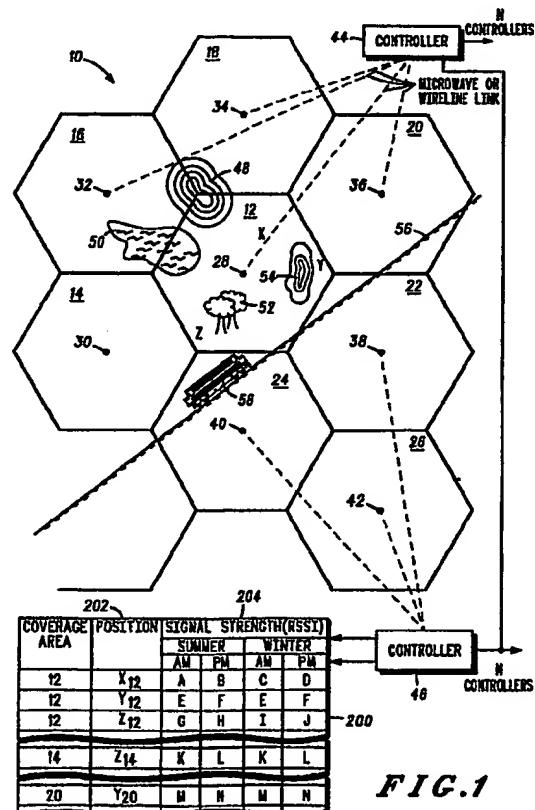 N CONTROLLERS
44 CONTROLLER
10
18
MICROWAVE OR WIRELINE LINK
34
16
20
48
32
36
12
56
50
X
Y
28
54
14
22
52
Z
30
38
24
58
40
26
42
202
204
COVERAGE AREA POSITION SIGNAL STRENGTH(RSSI)
SUMMER WINTER
AM PM AM PM
12 X12 A B C D
12 Y12 E F E F
12 Z12 G H I J
200
14 Z14 K L K L
20 Y20 M N M N
CONTROLLER
46
N CONTROLLERS
FIG.1